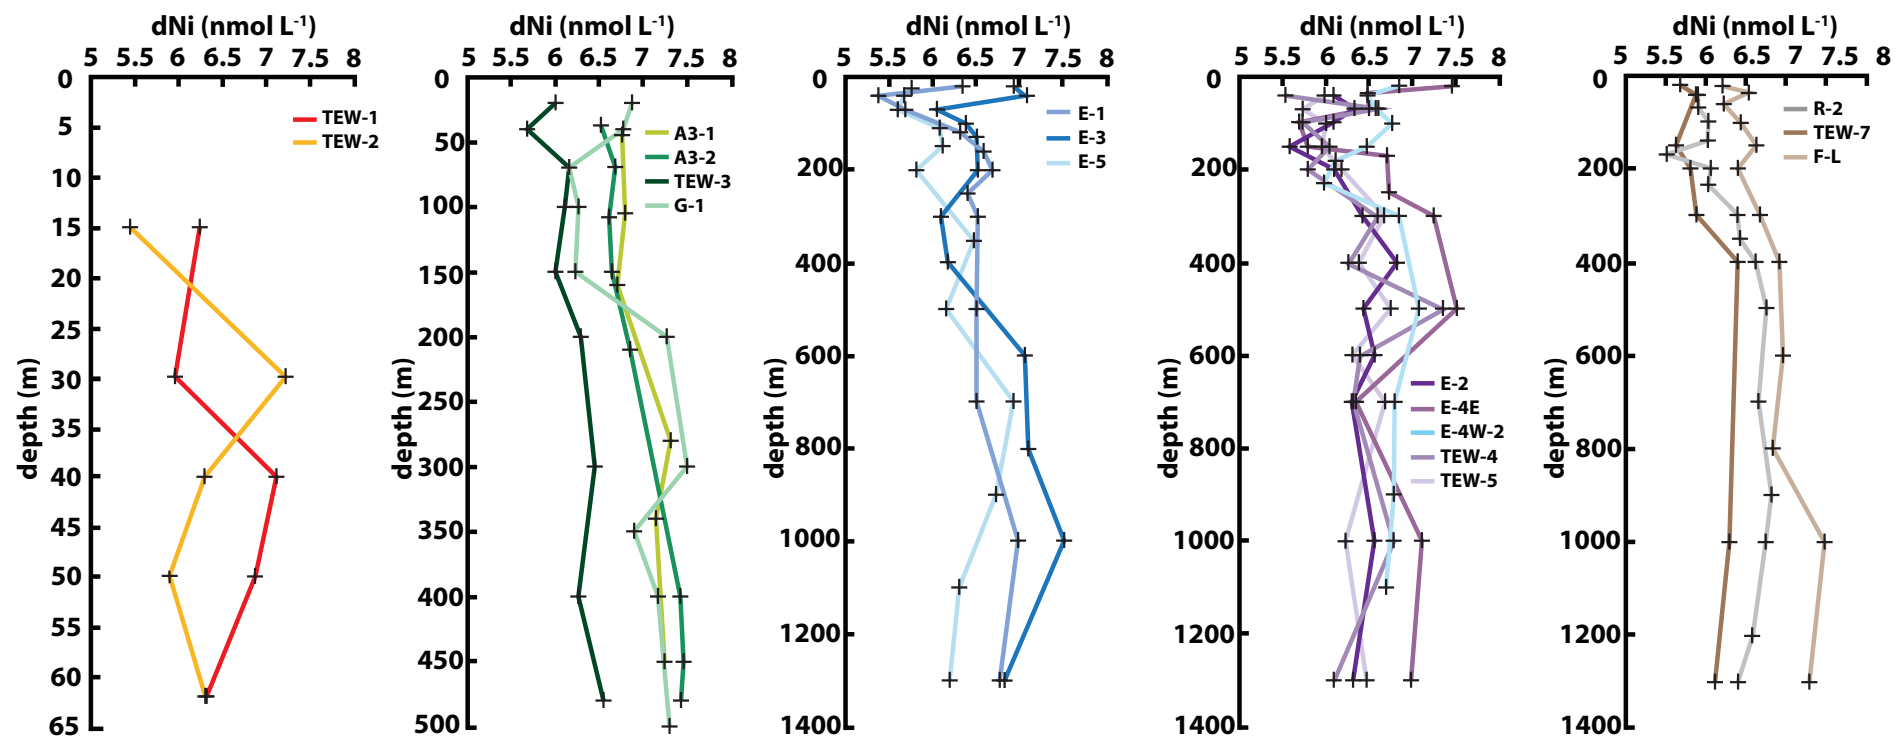 dNi (nmol L-1)
5 5.5 6 6.5 7 7.5 8
0
5
10
15
20
25
30
35
40
45
50
55
60
65
depth (m)
TEW-1
TEW-2
dNi (nmol L-1)
5 5.5 6 6.5 7 7.5 8
0
50
100
150
200
250
300
350
400
450
500
depth (m)
A3-1
A3-2
TEW-3
G-1
dNi (nmol L-1)
5 5.5 6 6.5 7 7.5 8
0
200
400
600
800
1000
1200
1400
depth (m)
E-1
E-3
E-5
dNi (nmol L-1)
5 5.5 6 6.5 7 7.5 8
0
200
400
600
800
1000
1200
1400
depth (m)
E-2
E-4E
E-4W-2
TEW-4
TEW-5
dNi (nmol L-1)
5 5.5 6 6.5 7 7.5 8
0
200
400
600
800
1000
1200
1400
depth (m)
R-2
TEW-7
F-L